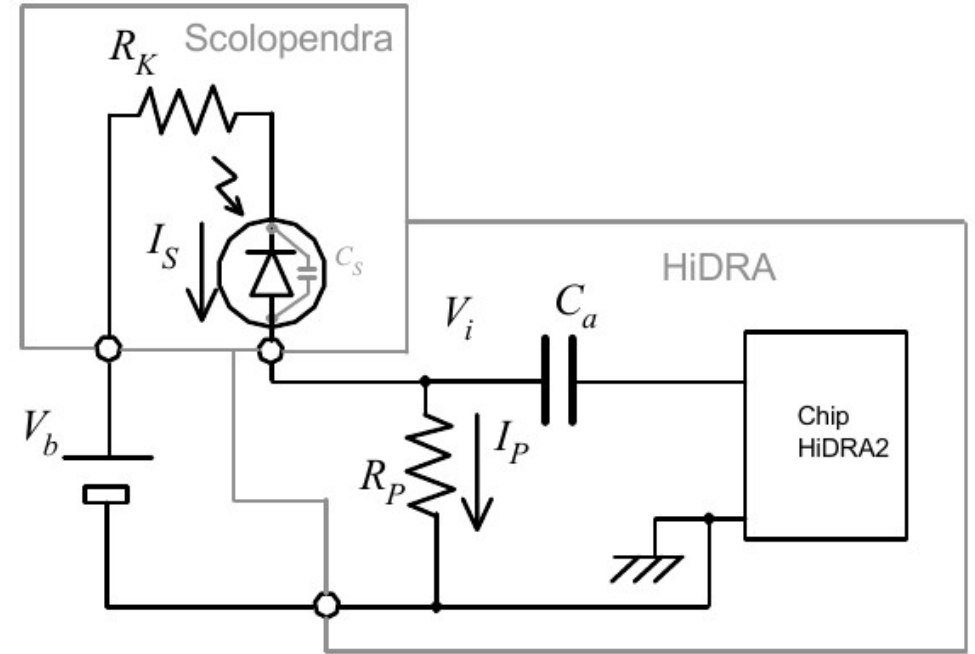 Scolopendra
R_K
I_S
C_S
HiDRA
V_i
C_a
V_b
R_P
I_P
Chip
HiDRA2